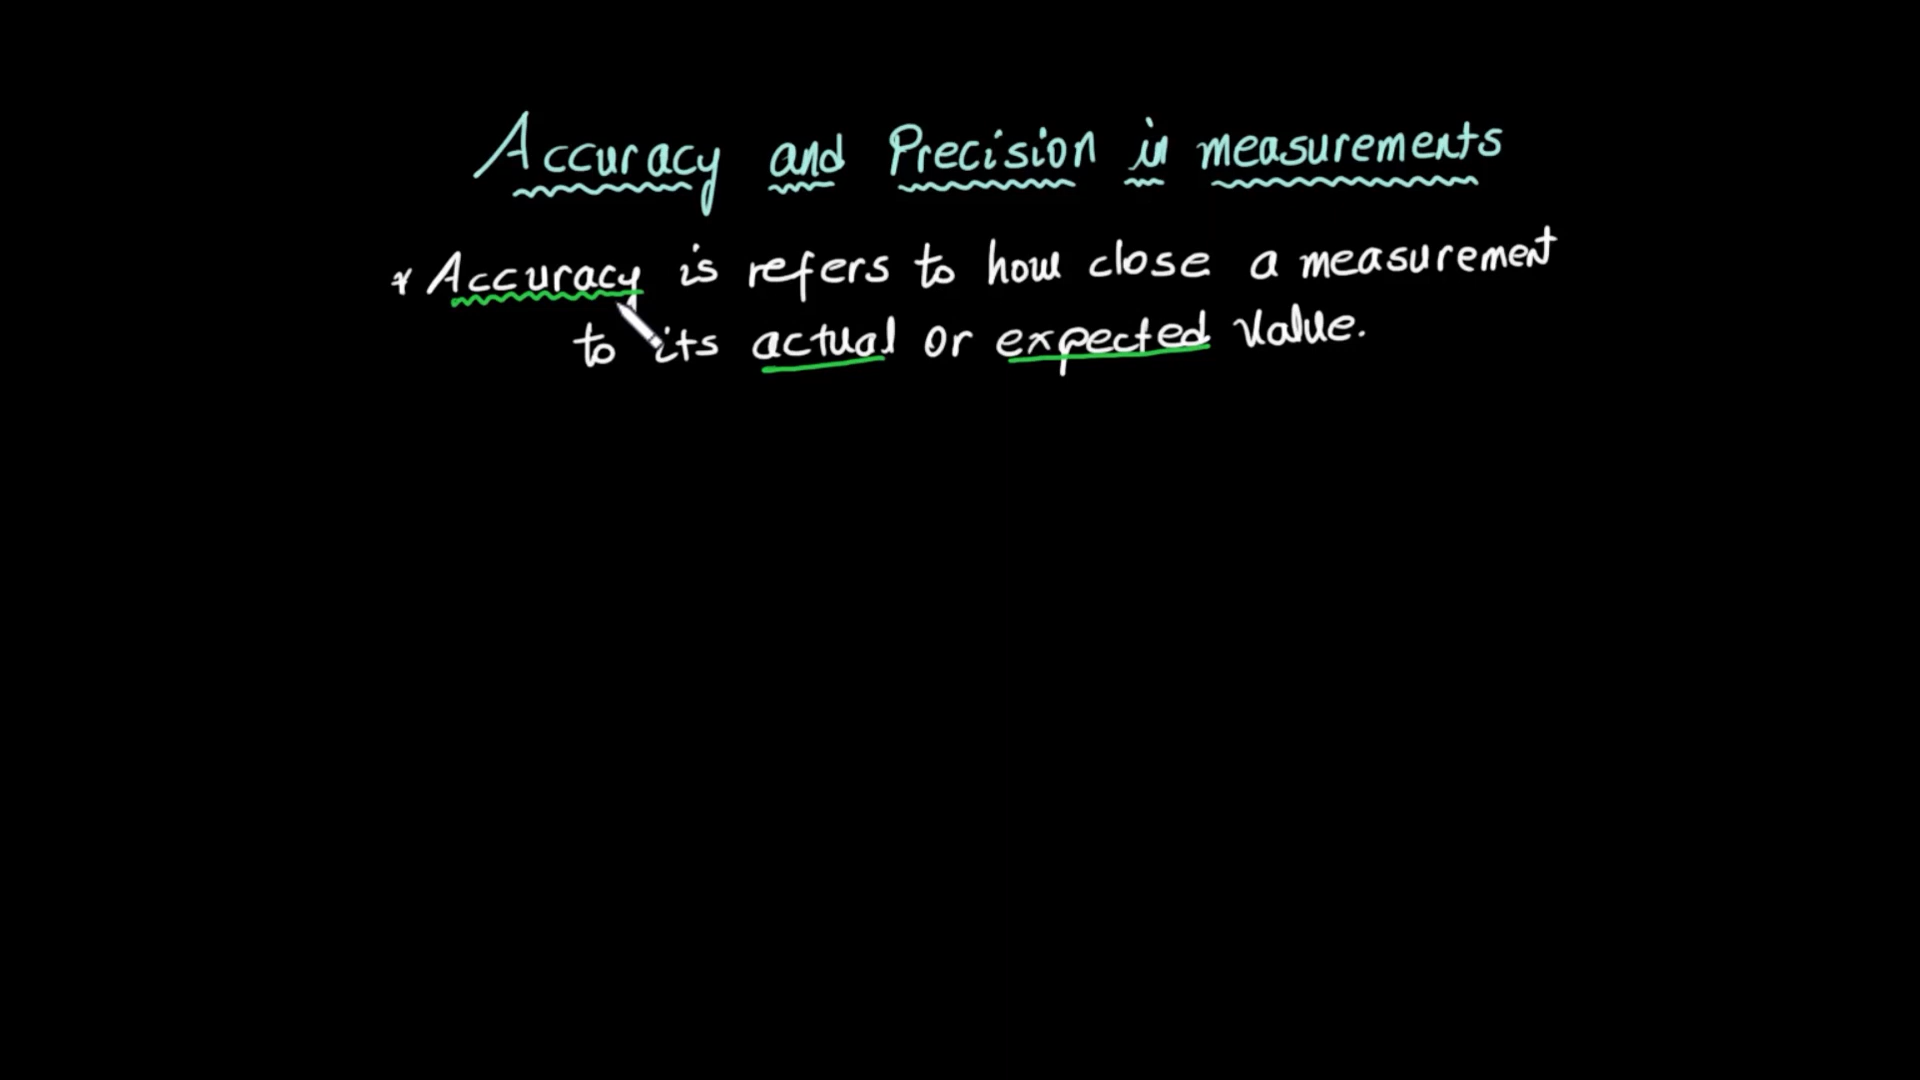 Accuracy and Precision in measurements
* Accuracy is refers to how close a measurement
to its actual or expected value.